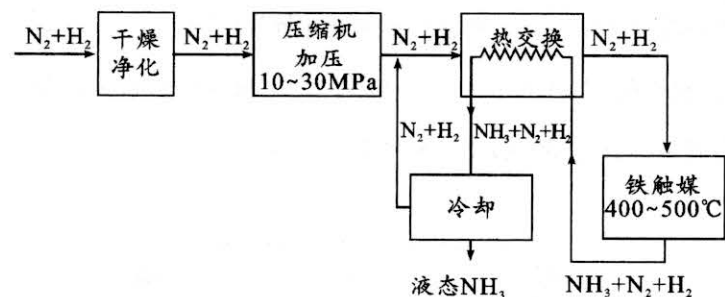 N₂+H₂
干燥
净化
N₂+H₂
压缩机
加压
10~30MPa
N₂+H₂
热交换
N₂+H₂
N₂+H₂
NH₃+N₂+H₂
冷却
铁触媒
400~500℃
液态NH₃
NH₃+N₂+H₂